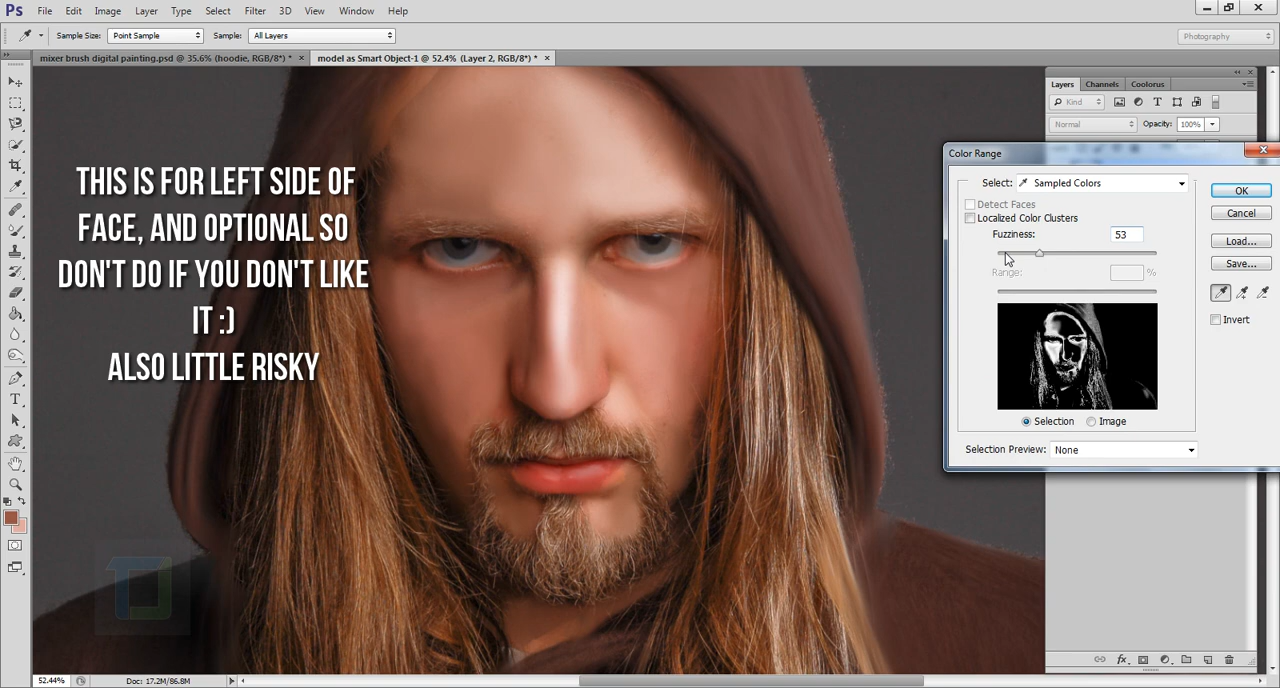 Ps File Edit Image Layer Type Select Filter 3D View Window Help
Sample Size: Point Sample Sample: All Layers Photography
mixer brush digital painting.psd @ 35.6% (hoodie, RGB/8*) * × model as Smart Object-1 @ 52.4% (Layer 2, RGB/8*) * ×
Layers Channels Coolorus
Kind
Normal Opacity: 100%
THIS IS FOR LEFT SIDE OF
FACE, AND OPTIONAL SO
DON'T DO IF YOU DON'T LIKE
IT :)
ALSO LITTLE RISKY
Color Range
Select: Sampled Colors
Detect Faces
Localized Color Clusters
Fuzziness: 53
Range: %
OK
Cancel
Load...
Save...
Invert
Selection Image
Selection Preview: None
52.44% Doc: 17.2M/86.8M